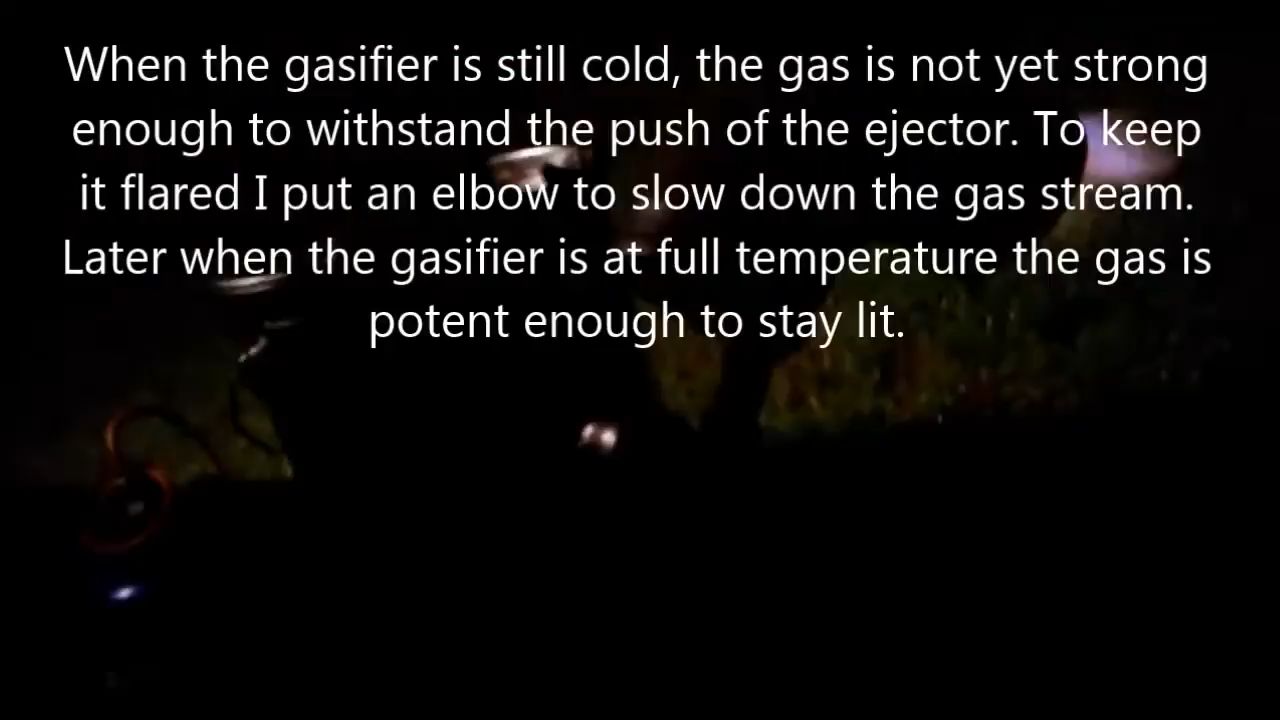 When the gasifier is still cold, the gas is not yet strong
enough to withstand the push of the ejector. To keep
it flared I put an elbow to slow down the gas stream.
Later when the gasifier is at full temperature the gas is
potent enough to stay lit.